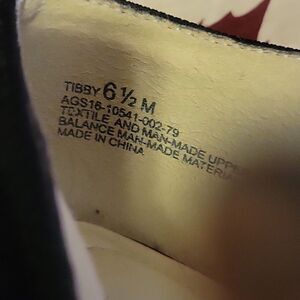 TIBBY 6 ½ M
AGS16-10541-002-79
TEXTILE AND MAN-MADE UPPE
BALANCE MAN-MADE MATERIA
MADE IN CHINA